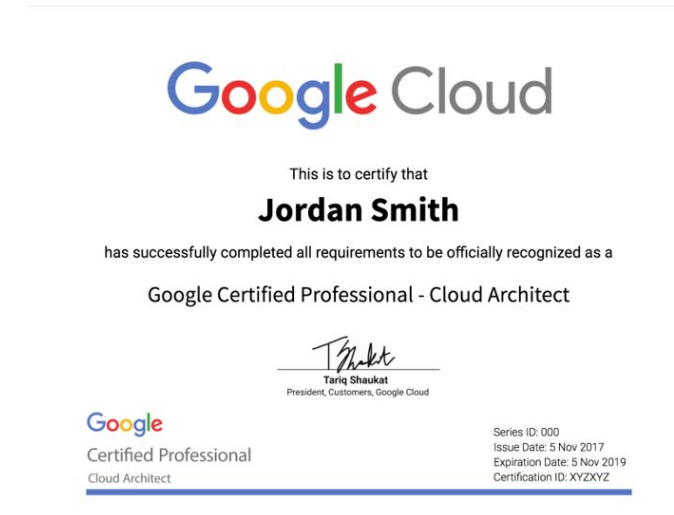 Google Cloud
This is to certify that
Jordan Smith
has successfully completed all requirements to be officially recognized as a
Google Certified Professional - Cloud Architect
TShakt
Tariq Shaukat
President, Customers, Google Cloud
Google
Certified Professional
Cloud Architect
Series ID: 000
Issue Date: 5 Nov 2017
Expiration Date: 5 Nov 2019
Certification ID: XYZXYZ